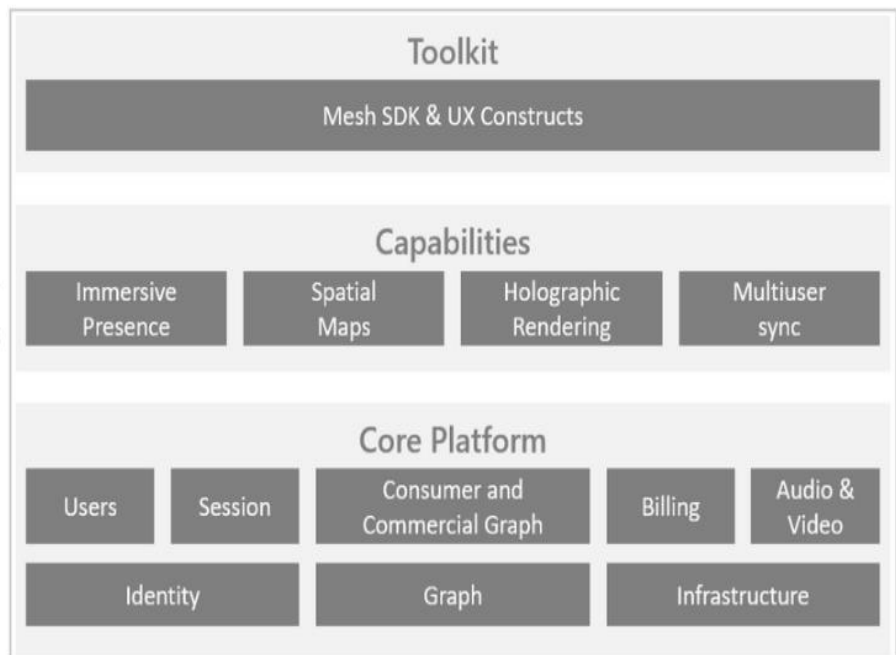 Toolkit
Mesh SDK & UX Constructs
Capabilities
Immersive
Presence
Spatial
Maps
Holographic
Rendering
Multiuser
sync
Core Platform
Users
Session
Consumer and
Commercial Graph
Billing
Audio &
Video
Identity
Graph
Infrastructure